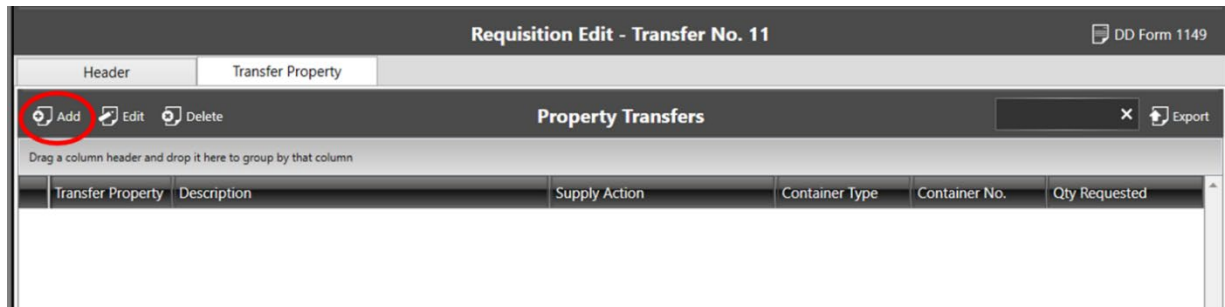 Requisition Edit - Transfer No. 11 DD Form 1149
Header Transfer Property
Add Edit Delete Property Transfers × Export
Drag a column header and drop it here to group by that column
Transfer Property Description Supply Action Container Type Container No. Qty Requested